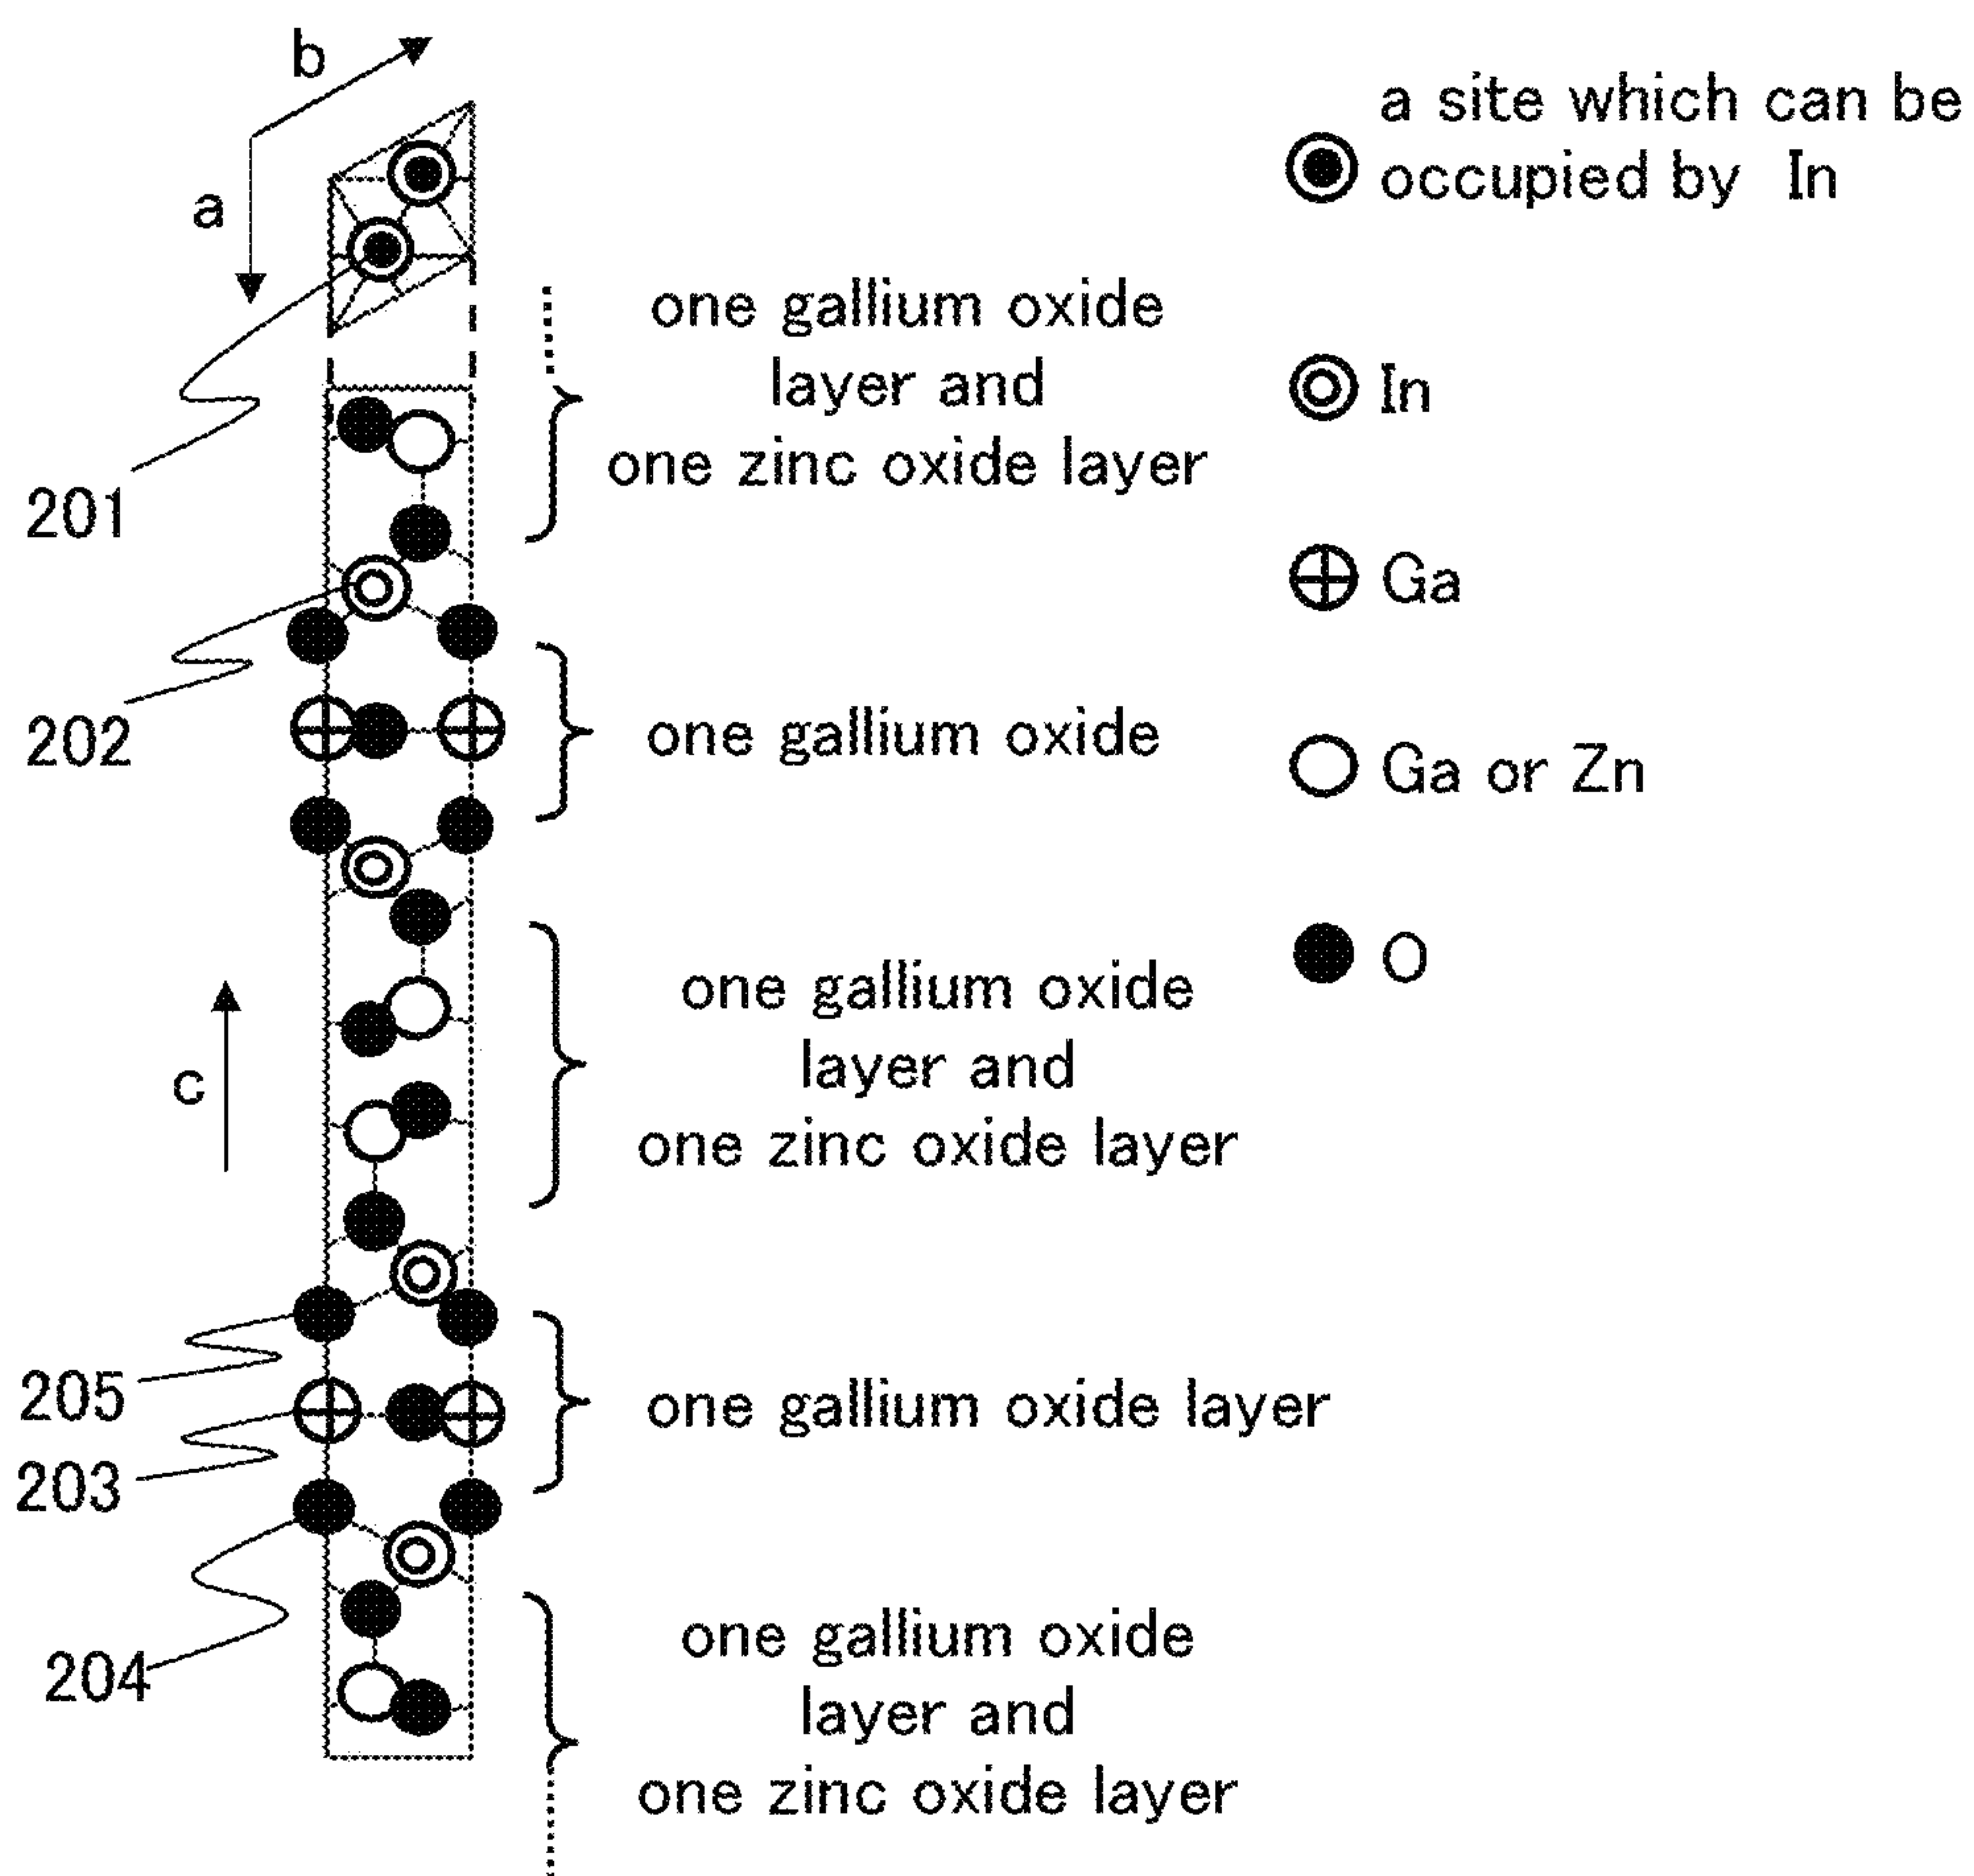 b
a
c
201
202
205
203
204
one gallium oxide
layer and
one zinc oxide layer
one gallium oxide
one gallium oxide
layer and
one zinc oxide layer
one gallium oxide layer
one gallium oxide
layer and
one zinc oxide layer
a site which can be
occupied by In
In
Ga
Ga or Zn
O